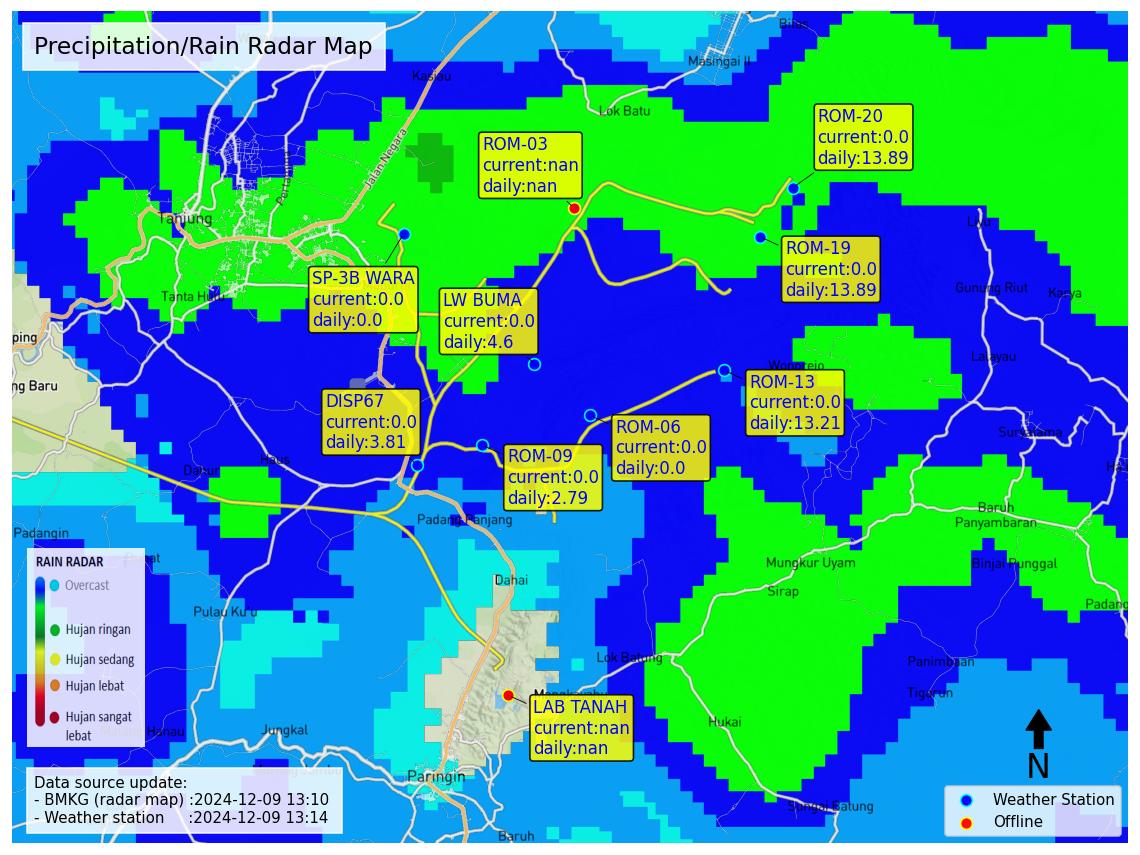 Bilas
Precipitation/Rain Radar Map
Masingai II
Kasiau
Lok Batu
ROM-20
current:0.0
daily:13.89
ROM-03
current:nan
daily:nan
Jalan Negara
Tanjung
Liyu
ROM-19
current:0.0
daily:13.89
SP-3B WARA
current:0.0
daily:0.0
Tanta Hulu
LW BUMA
current:0.0
daily:4.6
Gunung Riut
Karya
ping
Lalayau
Wonorejo
ng Baru
ROM-13
current:0.0
daily:13.21
DISP67
current:0.0
daily:3.81
ROM-06
current:0.0
daily:0.0
Suryatama
ROM-09
current:0.0
daily:2.79
Dahur
Haus
Baruh
Panyambaran
Padang Panjang
Padangin
RAIN RADAR
Overcast
Hujan ringan
Hujan sedang
Hujan lebat
Hujan sangat
lebat
Mungkur Uyam
Binjai Punggal
Dahai
Sirap
Padang
Pulau Ku'u
Lok Batung
Panimbaan
Tigarun
LAB TANAH
current:nan
daily:nan
Hukai
Jungkal
N
Paringin
Data source update:
- BMKG (radar map) :2024-12-09 13:10
- Weather station :2024-12-09 13:14
Sungai Batung
Weather Station
Offline
Baruh